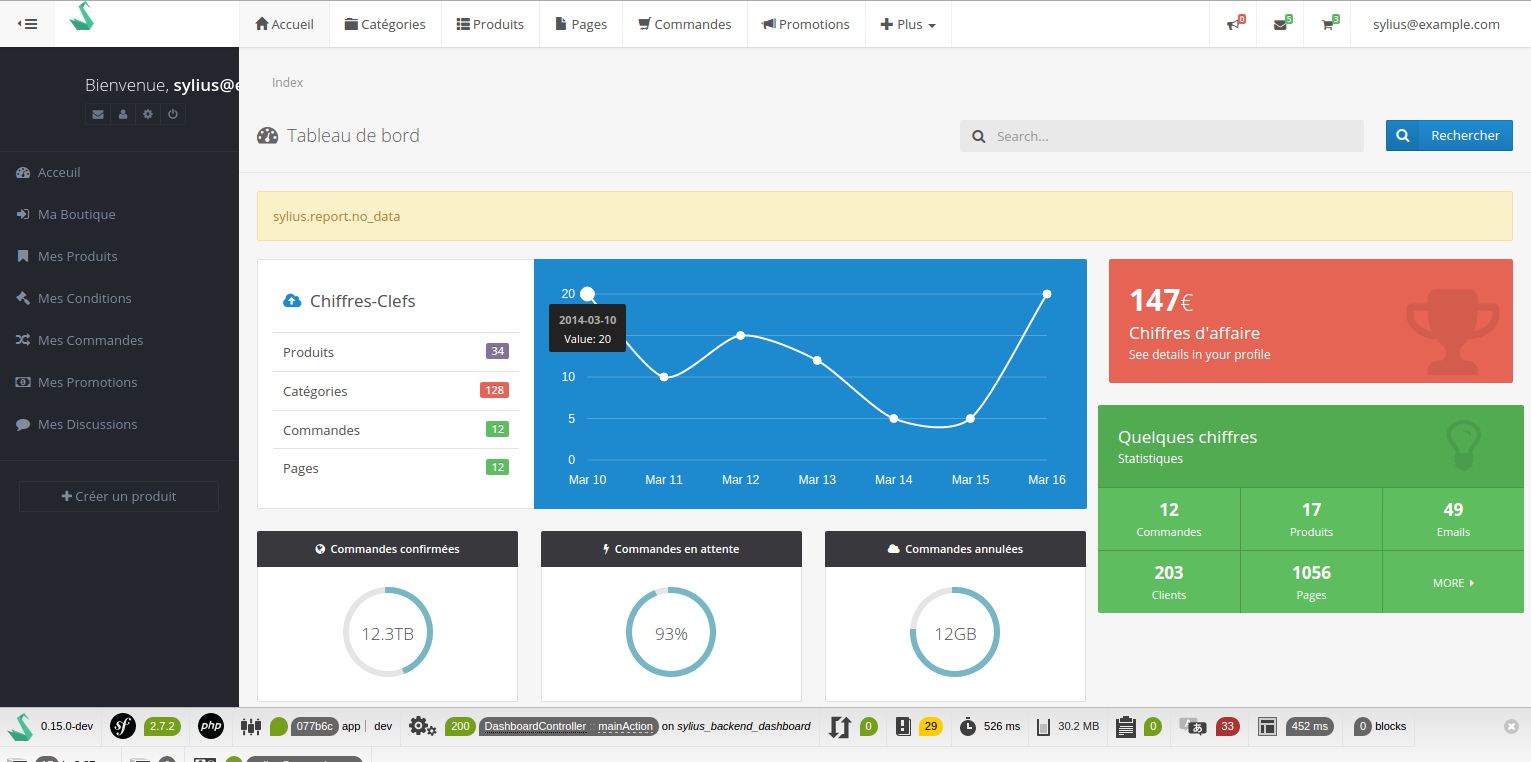 Accueil
Catégories
Produits
Pages
Commandes
Promotions
Plus
0
5
3
sylius@example.com
Bienvenue, sylius@
Acceuil
Ma Boutique
Mes Produits
Mes Conditions
Mes Commandes
Mes Promotions
Mes Discussions
Créer un produit
Index
Tableau de bord
Search...
Rechercher
sylius.report.no_data
Chiffres-Clefs
Produits 34
Catégories 128
Commandes 12
Pages 12
20
10
5
0
2014-03-10
Value: 20
Mar 10 Mar 11 Mar 12 Mar 13 Mar 14 Mar 15 Mar 16
147€
Chiffres d'affaire
See details in your profile
Quelques chiffres
Statistiques
12 17 49
Commandes Produits Emails
203 1056
Clients Pages MORE
Commandes confirmées
12.3TB
Commandes en attente
93%
Commandes annulées
12GB
0.15.0-dev sf 2.7.2 php 077b6c app dev 200 DashboardController :: mainAction on sylius_backend_dashboard 0 29 526 ms 30.2 MB 0 33 452 ms 0 blocks